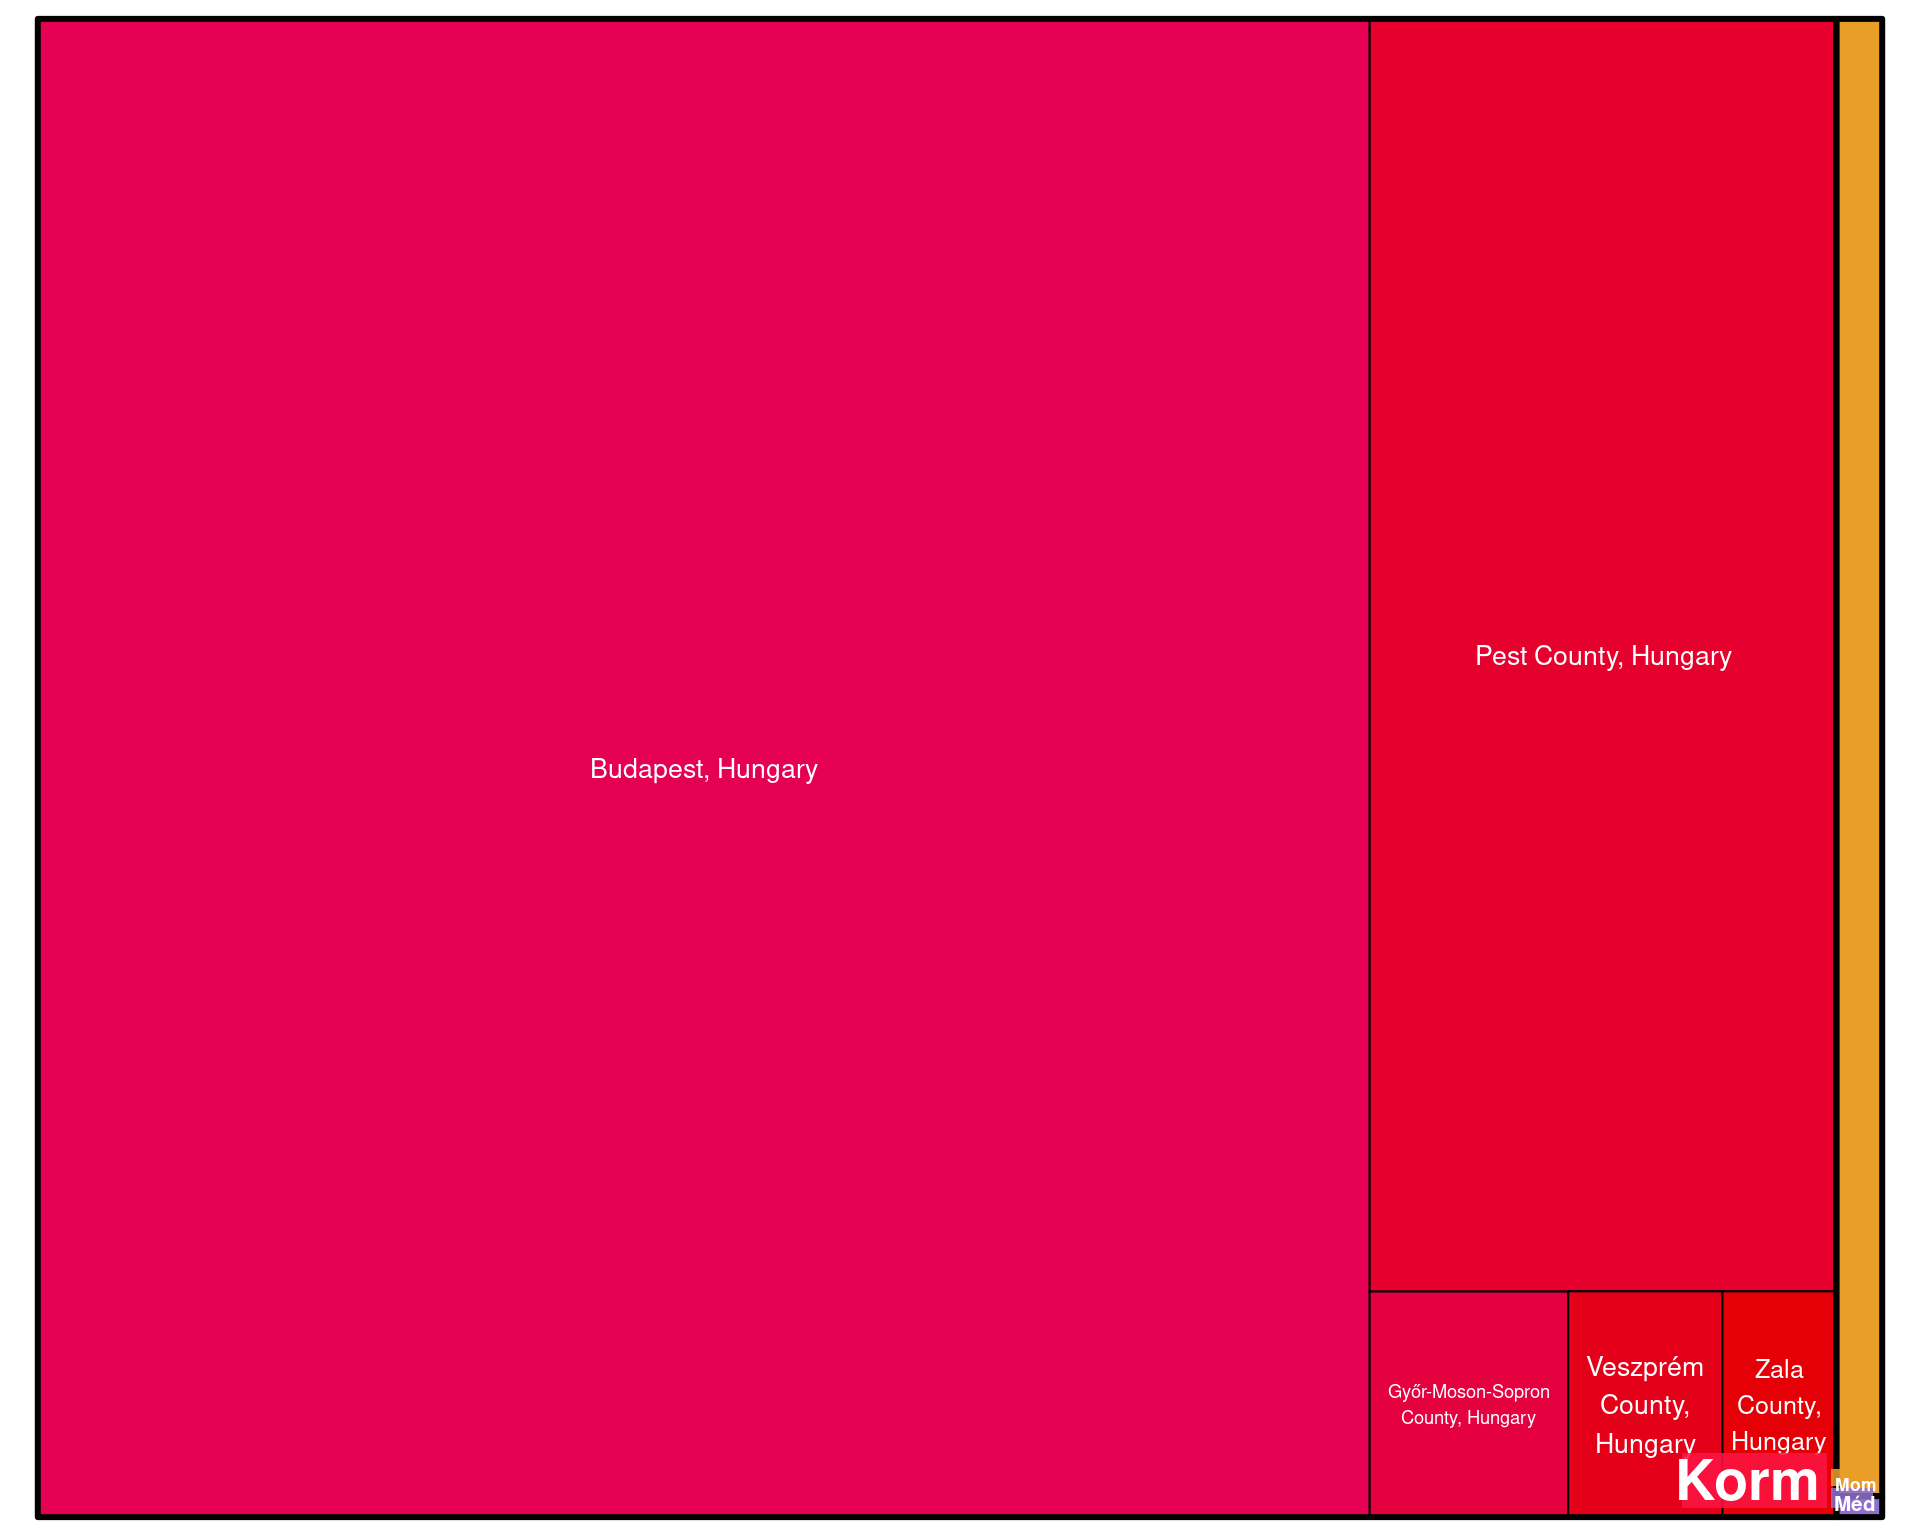 Pest County, Hungary
Budapest, Hungary
Győr-Moson-Sopron
County, Hungary
Veszprém
County,
Hungary
Zala
County,
Hungary
Korm
Mom
Méd